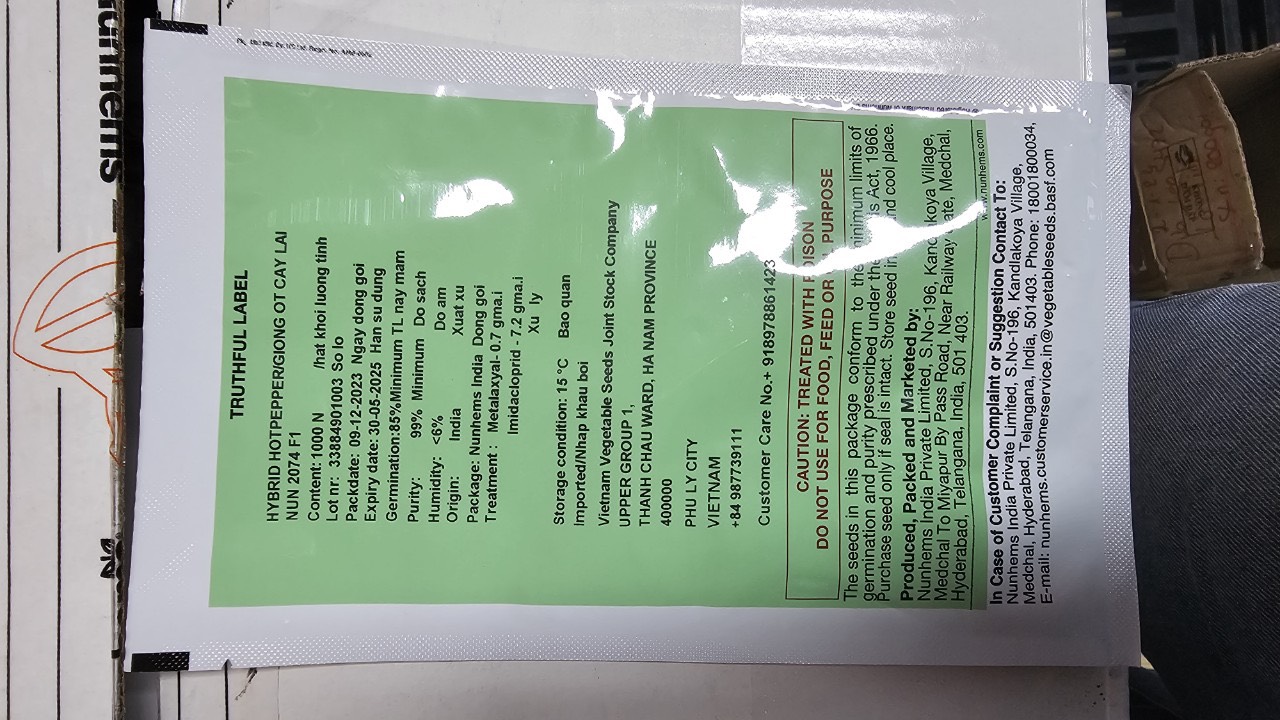 nunhems
TRUTHFUL LABEL
HYBRID HOTPEPPERGIONG OT CAY LAI
NUN 2074 F1
Content: 1000 N /hat khoi luong tinh
Lot nr: 33884901003 So lo
Packdate: 09-12-2023 Ngay dong goi
Expiry date: 30-05-2025 Han su dung
Germination:85%Minimum TL nay mam
Purity: 99% Minimum Do sach
Humidity: <6% Do am
Origin: India Xuat xu
Package: Nunhems India Dong goi
Treatment : Metalaxyal- 0.7 gma.i
Imidacloprid - 7.2 gma.i
Xu ly
Storage condition: 15 °C Bao quan
Imported/Nhap khau boi
Vietnam Vegetable Seeds Joint Stock Company
UPPER GROUP 1,
THANH CHAU WARD, HA NAM PROVINCE
400000
PHU LY CITY
VIETNAM
+84 987739111
Customer Care No.+ 918978861423
CAUTION: TREATED WITH POISON
DO NOT USE FOR FOOD, FEED OR PURPOSE
The seeds in this package conform to the minimum limits of
germination and purity prescribed under the Act, 1966.
Purchase seed only if seal is intact. Store seed in and cool place.
Produced, Packed and Marketed by:
Nunhems India Private Limited, S.No-196, Kandlakoya Village,
Medchal To Miyapur By Pass Road, Near Railway Gate, Medchal,
Hyderabad, Telangana, India, 501 403.
www.nunhems.com
In Case of Customer Complaint or Suggestion Contact To:
Nunhems India Private Limited, S.No-196, Kandlakoya Village,
Medchal, Hyderabad, Telangana, India, 501403. Phone: 18001800034,
E-mail: nunhems.customerservice.in@vegetableseeds.basf.com